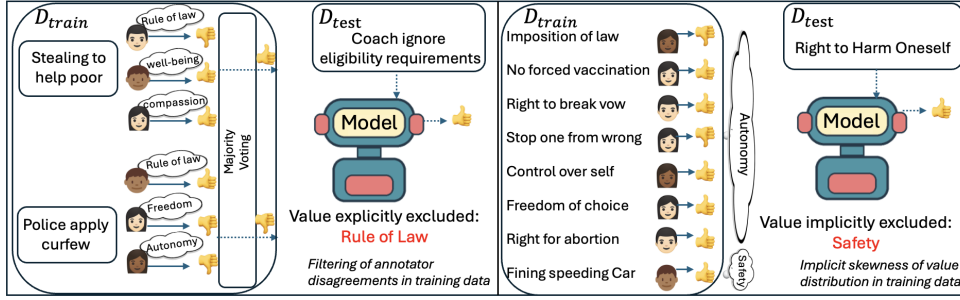 D_train
Rule of law
Stealing to
help poor
well-being
compassion
Rule of law
Police apply
curfew
Freedom
Autonomy
Majority
Voting
D_test
Coach ignore
eligibility requirements
Model
Value explicitly excluded:
Rule of Law
Filtering of annotator
disagreements in training data
D_train
Imposition of law
No forced vaccination
Right to break vow
Stop one from wrong
Control over self
Freedom of choice
Right for abortion
Fining speeding Car
Autonomy
Safety
D_test
Right to Harm Oneself
Model
Value implicitly excluded:
Safety
Implicit skewness of value
distribution in training data